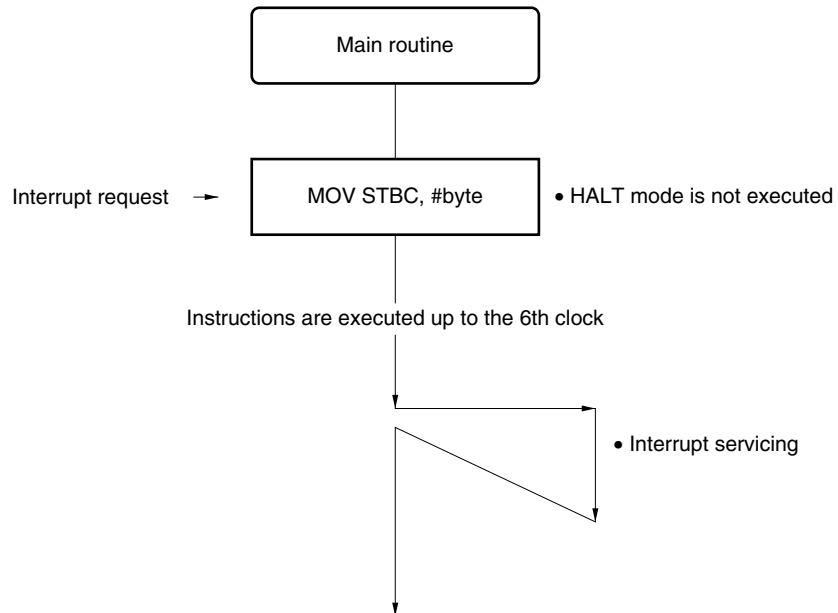 Main routine
Interrupt request → MOV STBC, #byte • HALT mode is not executed
Instructions are executed up to the 6th clock
• Interrupt servicing